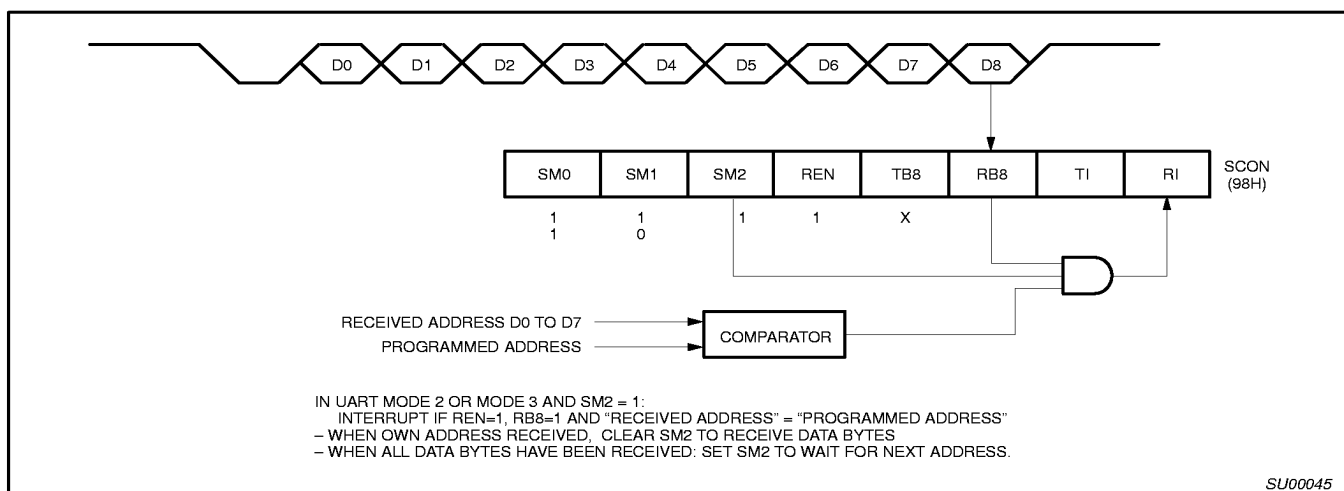 D0 D1 D2 D3 D4 D5 D6 D7 D8
SM0 SM1 SM2 REN TB8 RB8 TI RI
SCON
(98H)
1 1 1 1 X
1 0
RECEIVED ADDRESS D0 TO D7
PROGRAMMED ADDRESS
COMPARATOR
IN UART MODE 2 OR MODE 3 AND SM2 = 1:
INTERRUPT IF REN=1, RB8=1 AND “RECEIVED ADDRESS” = “PROGRAMMED ADDRESS”
– WHEN OWN ADDRESS RECEIVED, CLEAR SM2 TO RECEIVE DATA BYTES
– WHEN ALL DATA BYTES HAVE BEEN RECEIVED: SET SM2 TO WAIT FOR NEXT ADDRESS.
SU00045